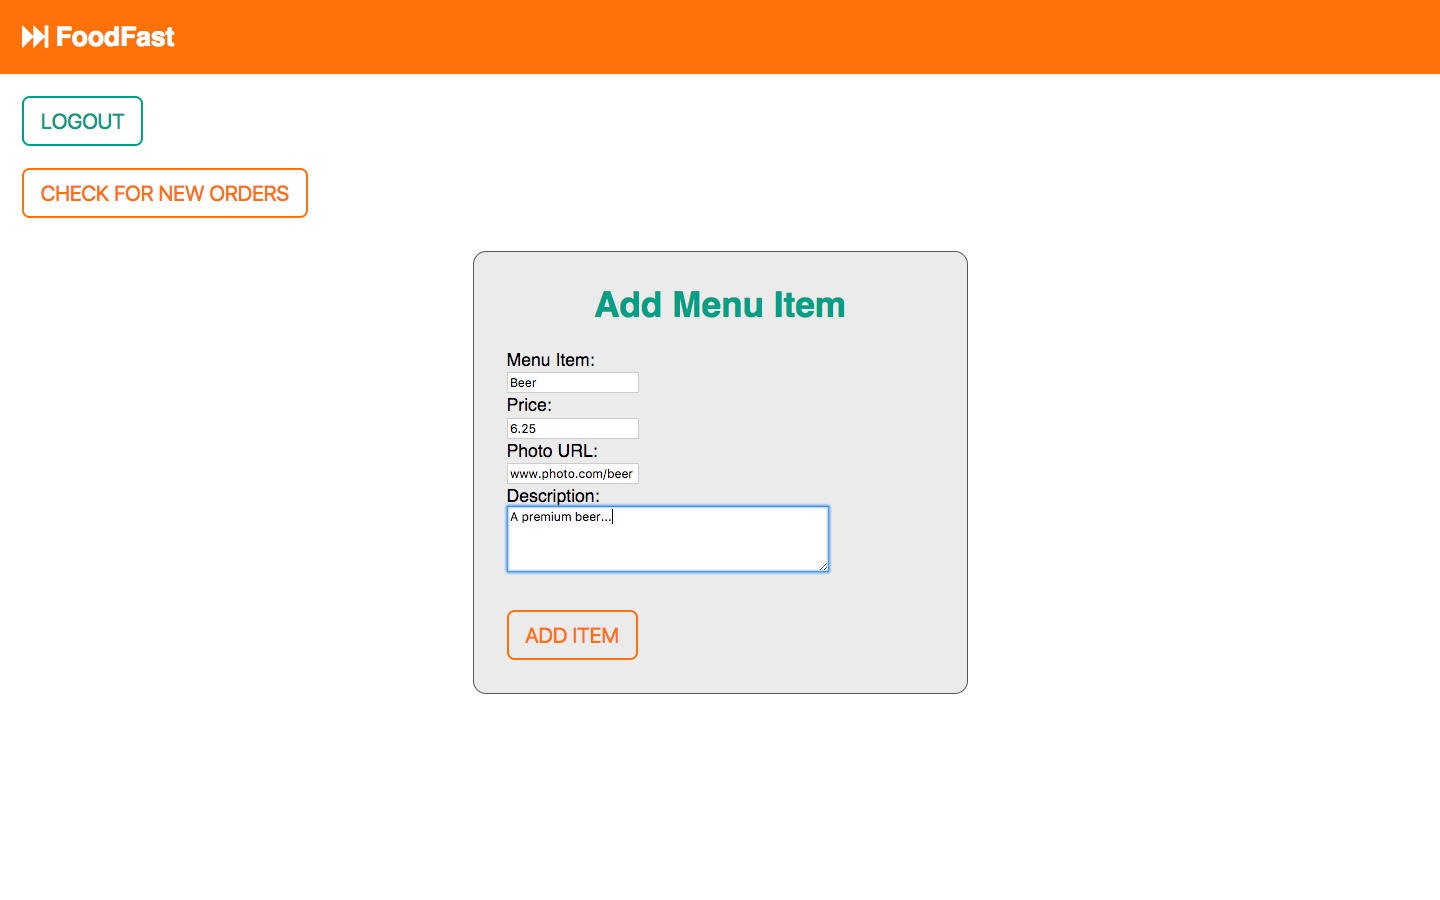 FoodFast
LOGOUT
CHECK FOR NEW ORDERS
Add Menu Item
Menu Item:
Beer
Price:
6.25
Photo URL:
www.photo.com/beer
Description:
A premium beer...
ADD ITEM